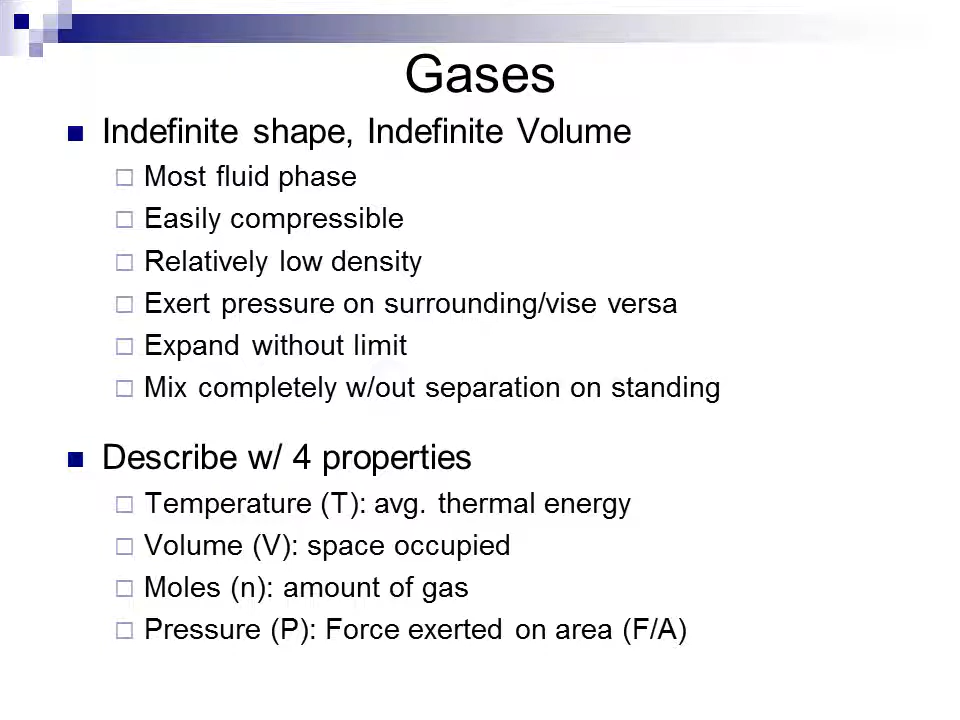 Gases
Indefinite shape, Indefinite Volume
Most fluid phase
Easily compressible
Relatively low density
Exert pressure on surrounding/vise versa
Expand without limit
Mix completely w/out separation on standing
Describe w/ 4 properties
Temperature (T): avg. thermal energy
Volume (V): space occupied
Moles (n): amount of gas
Pressure (P): Force exerted on area (F/A)